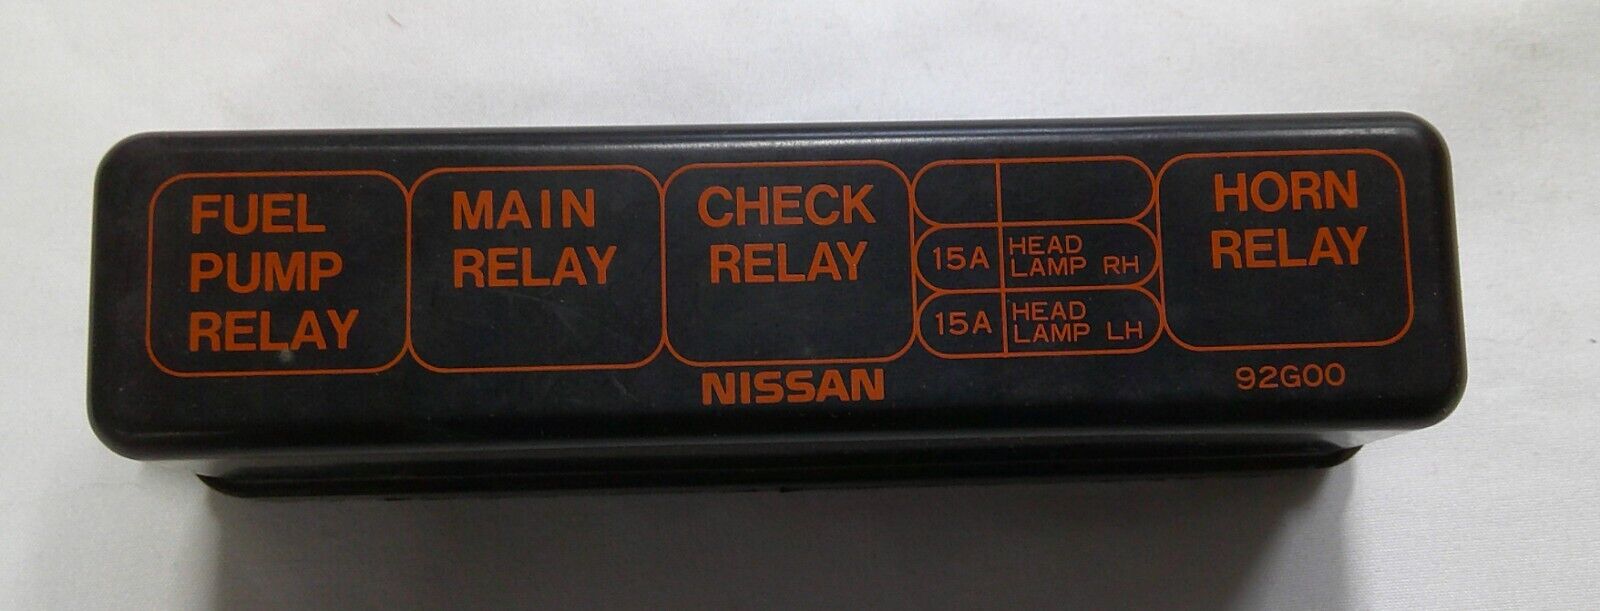 FUEL
PUMP
RELAY
MAIN
RELAY
CHECK
RELAY
15A HEAD
LAMP RH
15A HEAD
LAMP LH
HORN
RELAY
NISSAN
92G00